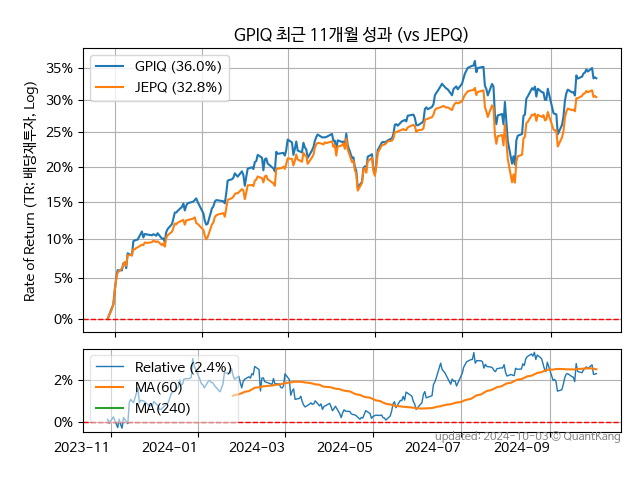 GPIQ 최근 11개월 성과 (vs JEPQ)
Rate of Return (TR; 배당재투자, Log)
35%
30%
25%
20%
15%
10%
5%
0%
GPIQ (36.0%)
JEPQ (32.8%)
2%
0%
Relative (2.4%)
MA(60)
MA(240)
2023-11
2024-01
2024-03
2024-05
2024-07
2024-09
updated: 2024-10-03 © QuantKang